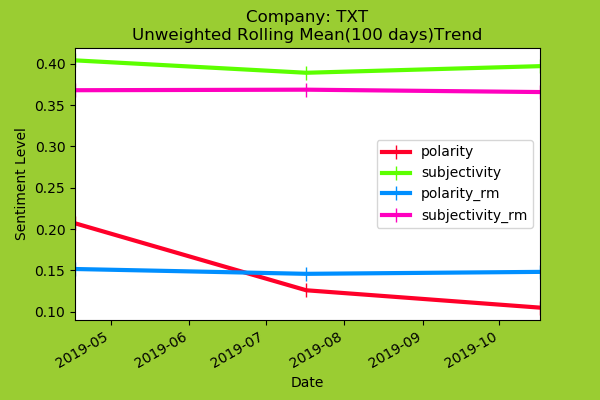 Company: TXT
Unweighted Rolling Mean(100 days)Trend
Sentiment Level
0.40
0.35
0.30
0.25
0.20
0.15
0.10
polarity
subjectivity
polarity_rm
subjectivity_rm
2019-05
2019-06
2019-07
2019-08
2019-09
2019-10
Date